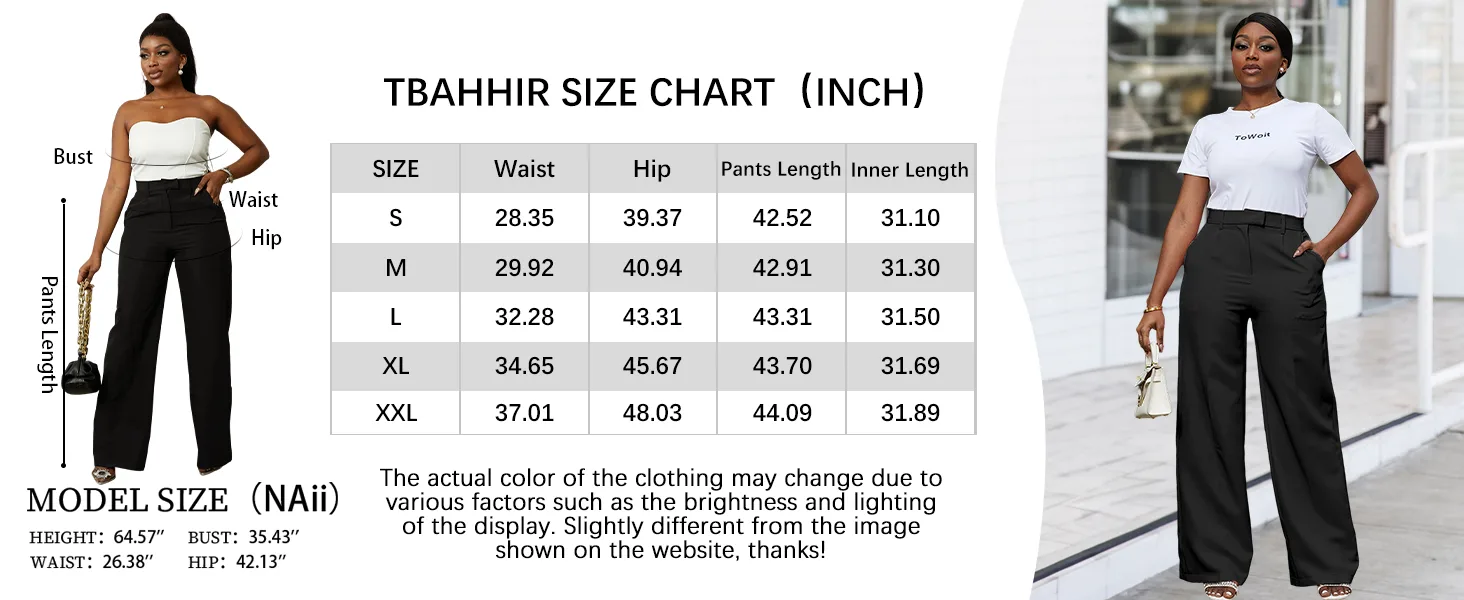 Bust
Waist
Hip
Pants Length
MODEL SIZE（NAii）
HEIGHT: 64.57’’ BUST: 35.43’’
WAIST: 26.38’’ HIP: 42.13’’
TBAHHIR SIZE CHART（INCH）
SIZE Waist Hip Pants Length Inner Length
S 28.35 39.37 42.52 31.10
M 29.92 40.94 42.91 31.30
L 32.28 43.31 43.31 31.50
XL 34.65 45.67 43.70 31.69
XXL 37.01 48.03 44.09 31.89
The actual color of the clothing may change due to
various factors such as the brightness and lighting
of the display. Slightly different from the image
shown on the website, thanks!
ToWoit